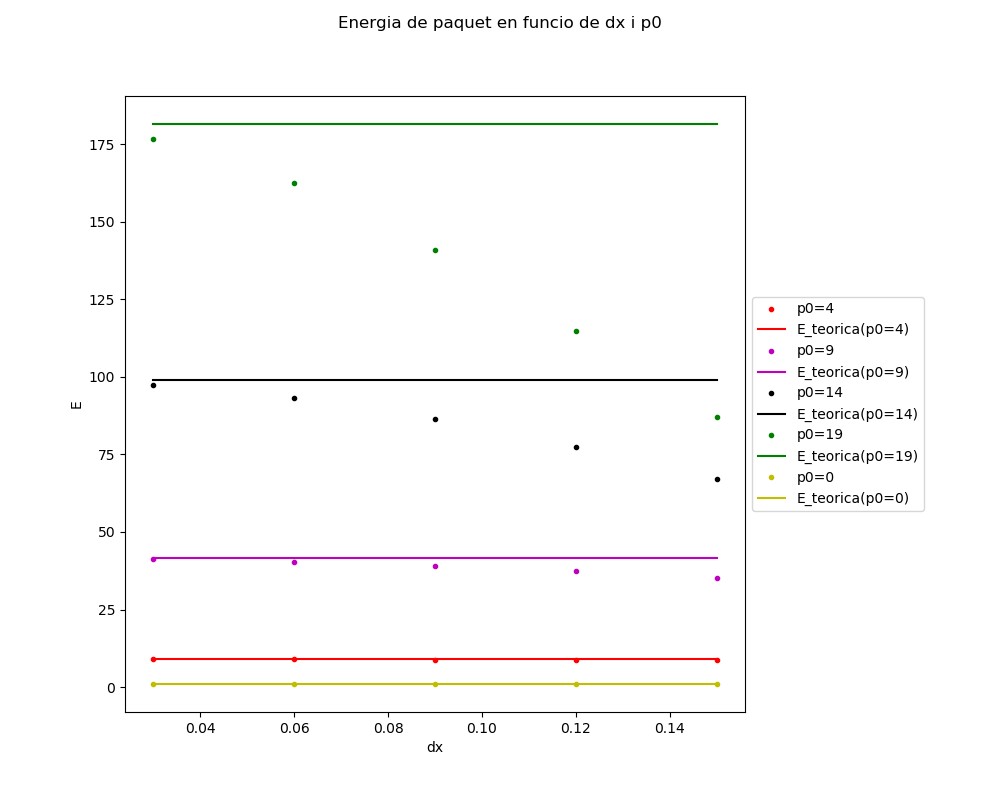 Energia de paquet en funcio de dx i p0
E
175
150
125
100
75
50
25
0
0.04
0.06
0.08
0.10
0.12
0.14
dx
p0=4
E_teorica(p0=4)
p0=9
E_teorica(p0=9)
p0=14
E_teorica(p0=14)
p0=19
E_teorica(p0=19)
p0=0
E_teorica(p0=0)